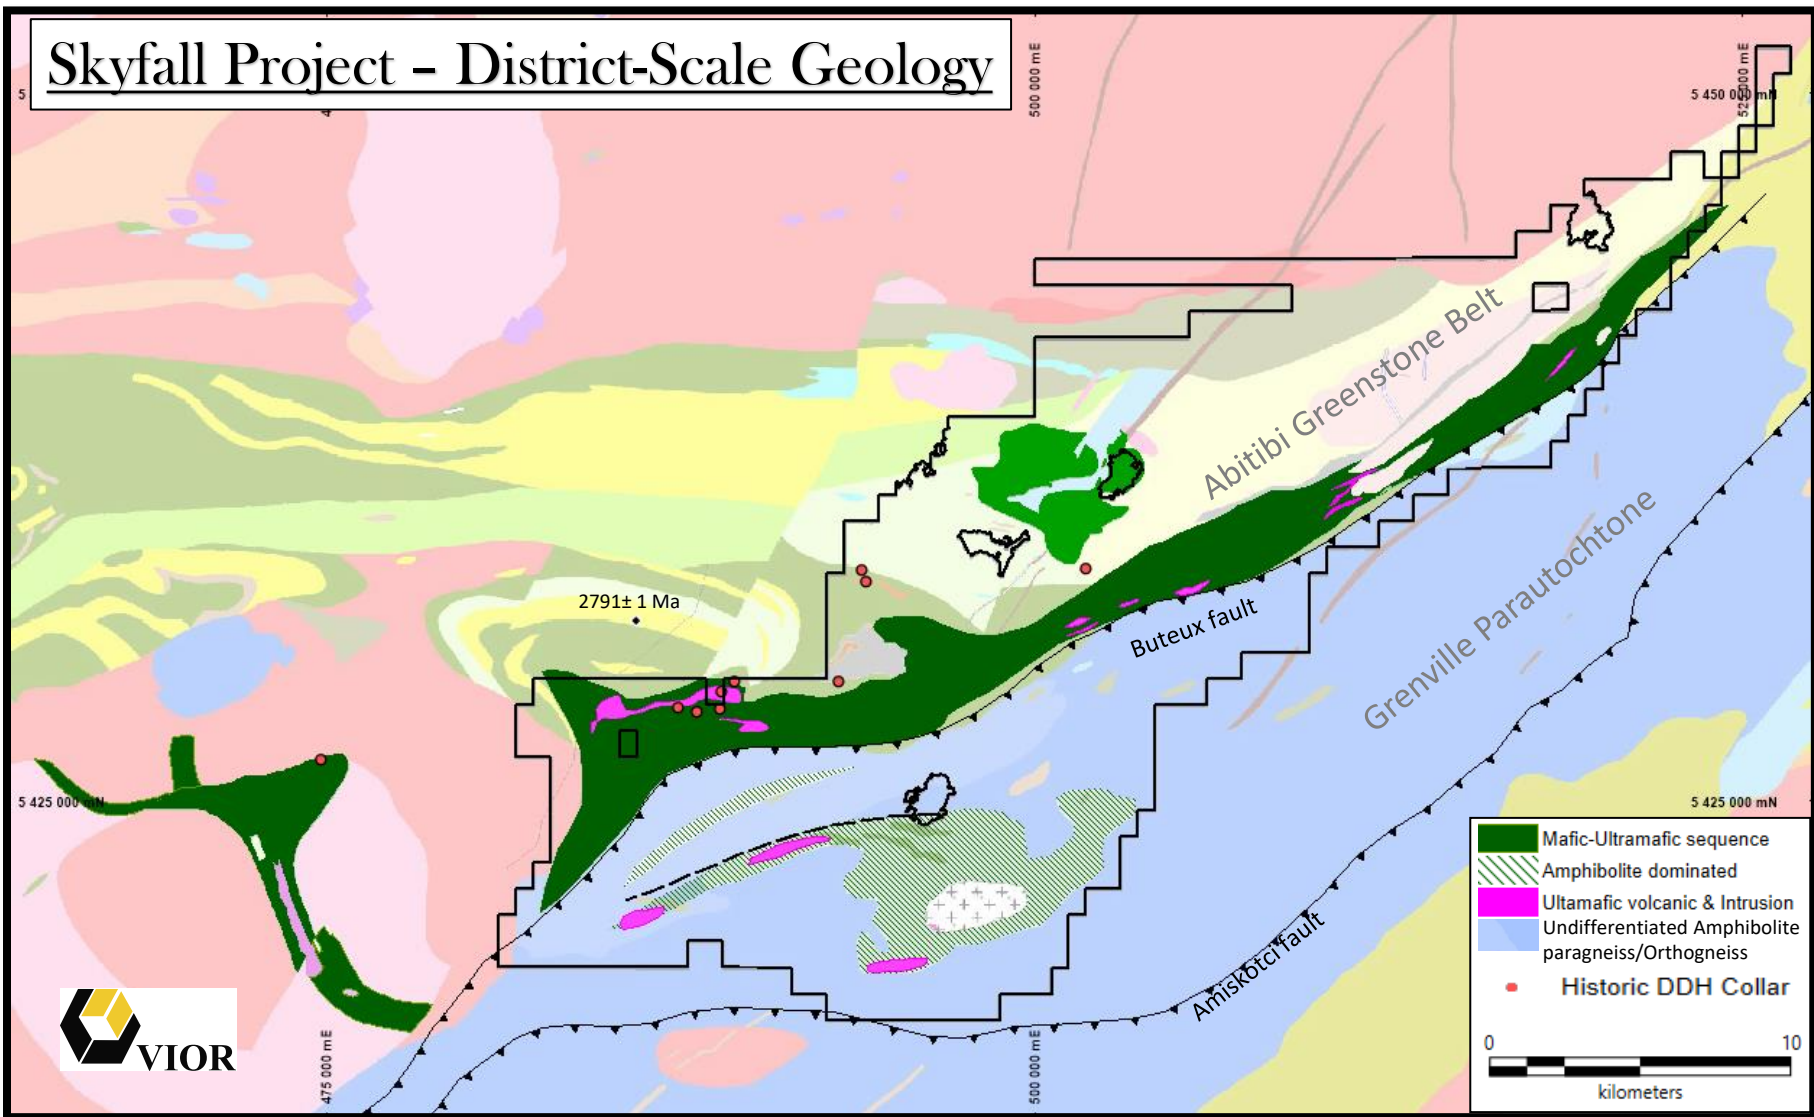 Skyfall Project – District-Scale Geology
5
4
500 000 mE
525 000 mE
5 450 000 mN
Abitibi Greenstone Belt
2791± 1 Ma
Buteux fault
Grenville Parautochtone
5 425 000 mN
5 425 000 mN
Mafic-Ultramafic sequence
Amphibolite dominated
Ultamafic volcanic & Intrusion
Undifferentiated Amphibolite
paragneiss/Orthogneiss
Historic DDH Collar
Amiskotci fault
0 10
kilometers
VIOR
475 000 mE
500 000 mE